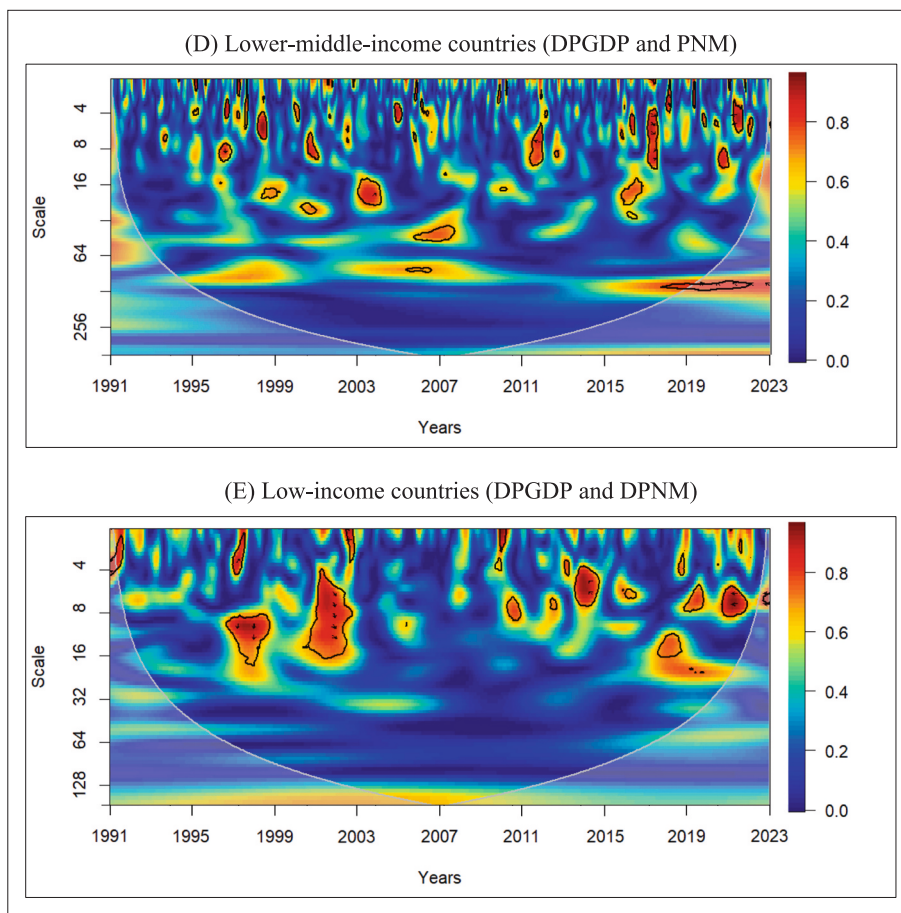 (D) Lower-middle-income countries (DPGDP and PNM)
Scale
4
8
16
64
256
0.8
0.6
0.4
0.2
0.0
1991 1995 1999 2003 2007 2011 2015 2019 2023
Years
(E) Low-income countries (DPGDP and DPNM)
Scale
4
8
16
32
64
128
0.8
0.6
0.4
0.2
0.0
1991 1995 1999 2003 2007 2011 2015 2019 2023
Years